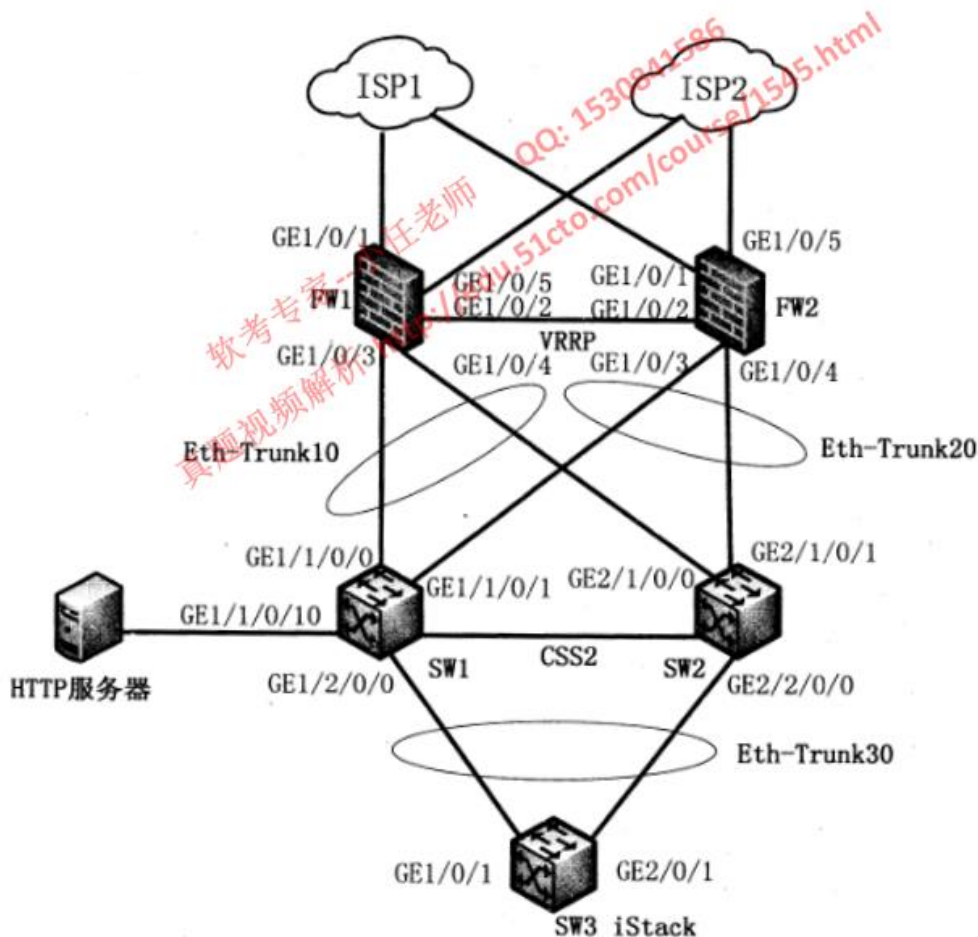 ISP1
ISP2
QQ: 1530841586
http://edu.51cto.com/course/1545.html
软考专家--任老师
真题视频解析
GE1/0/1
GE1/0/5
FW1
GE1/0/5
GE1/0/1
FW2
GE1/0/2
GE1/0/2
VRRP
GE1/0/3
GE1/0/4
GE1/0/3
GE1/0/4
Eth-Trunk10
Eth-Trunk20
GE1/1/0/0
GE1/1/0/1
GE2/1/0/0
GE2/1/0/1
GE1/1/0/10
HTTP服务器
SW1
CSS2
SW2
GE1/2/0/0
GE2/2/0/0
Eth-Trunk30
GE1/0/1
GE2/0/1
SW3 iStack